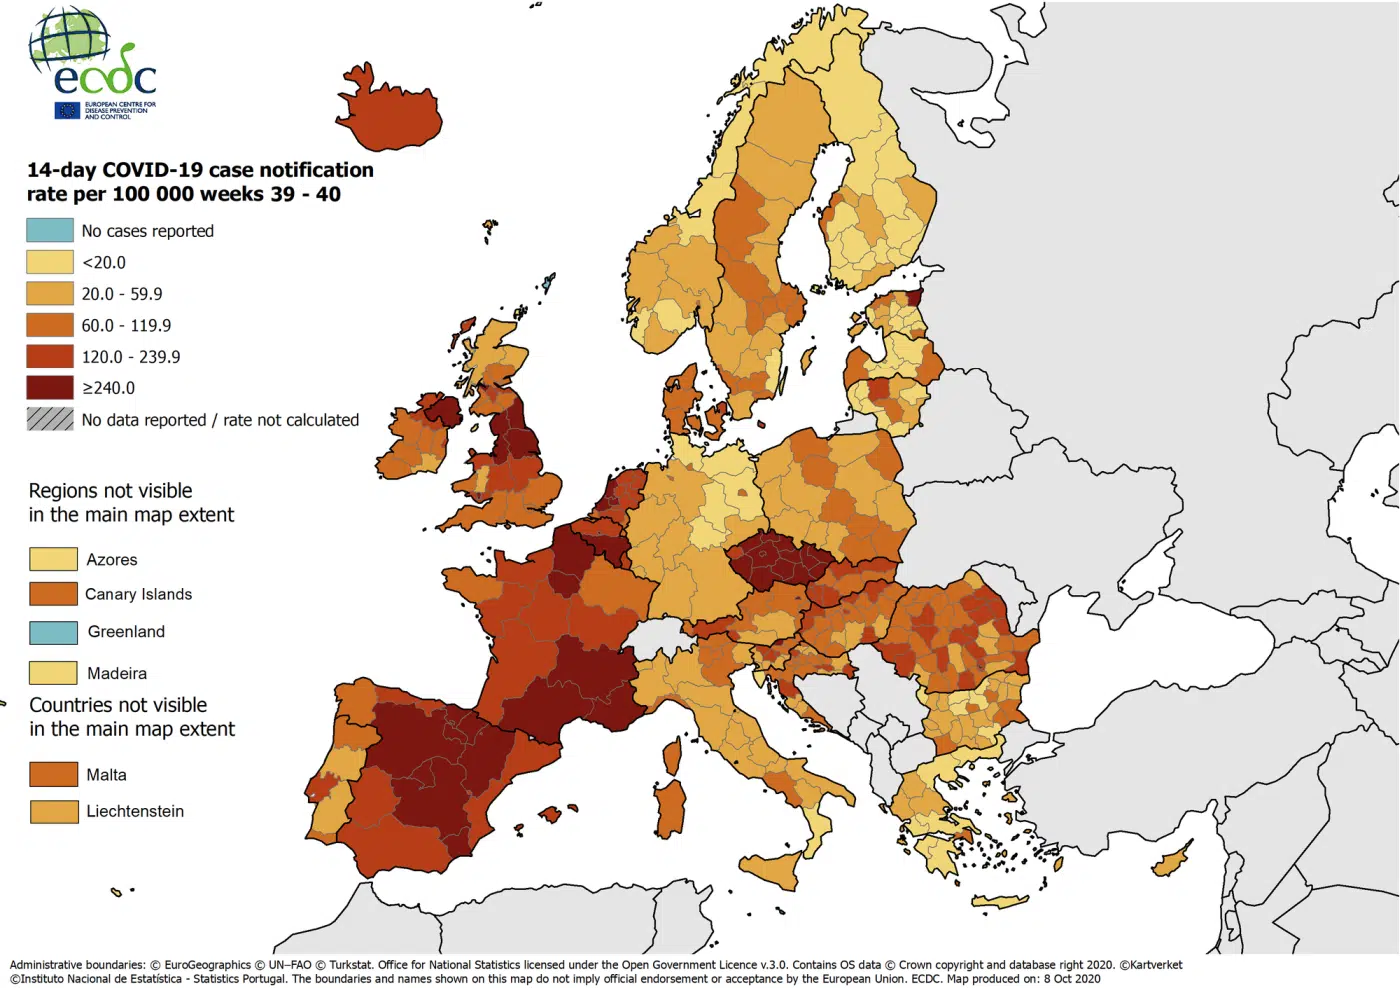 ecdc
EUROPEAN CENTRE FOR
DISEASE PREVENTION
AND CONTROL
14-day COVID-19 case notification
rate per 100 000 weeks 39 - 40
No cases reported
<20.0
20.0 - 59.9
60.0 - 119.9
120.0 - 239.9
≥240.0
No data reported / rate not calculated
Regions not visible
in the main map extent
Azores
Canary Islands
Greenland
Madeira
Countries not visible
in the main map extent
Malta
Liechtenstein
Administrative boundaries: © EuroGeographics © UN–FAO © Turkstat. Office for National Statistics licensed under the Open Government Licence v.3.0. Contains OS data © Crown copyright and database right 2020. ©Kartverket
©Instituto Nacional de Estatística - Statistics Portugal. The boundaries and names shown on this map do not imply official endorsement or acceptance by the European Union. ECDC. Map produced on: 8 Oct 2020